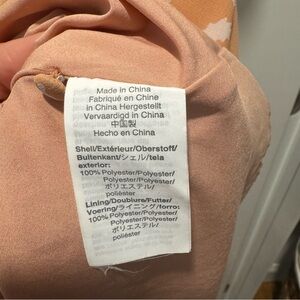 Made in China
Fabriqué en Chine
in China Hergestellt
Vervaardigd in China
中国製
Hecho en China
Shell/Extérieur/Oberstoff/
Buitenkant/シェル/tela
exterior:
100% Polyester/Polyester/
Polyester/Polyester/
ポリエステル/
poliéster
Lining/Doublure/Futter/
Voering/ライニング/forro:
100% Polyester/Polyester/
Polyester/Polyester/
ポリエステル/
poliéster